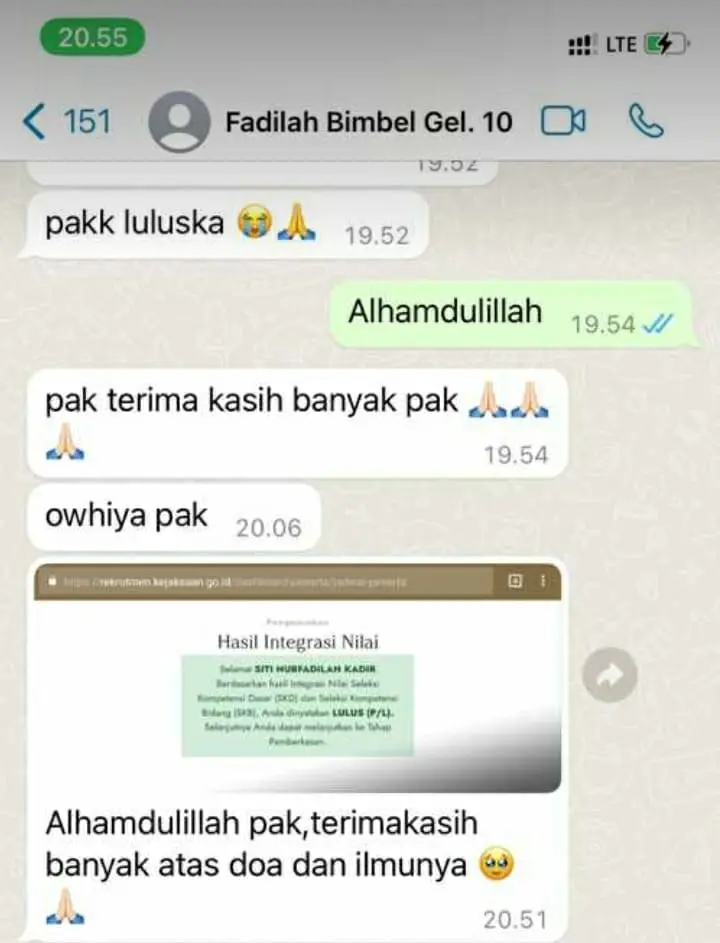 20.55
LTE
151
Fadilah Bimbel Gel. 10
19.52
pakk luluska 😭🙏 19.52
Alhamdulillah 19.54
pak terima kasih banyak pak 🙏🏻🙏🏻
🙏🏻 19.54
owhiya pak 20.06
rekrutmen.kejaksaan.go.id
Pengumuman
Hasil Integrasi Nilai
Selamat SITI NURFADILAH KADIR
Berdasarkan hasil Integrasi Nilai Seleksi
Kompetensi Dasar (SKD) dan Seleksi Kompetensi
Bidang (SKB), Anda dinyatakan LULUS (P/L).
Selanjutnya Anda dapat melanjutkan ke Tahap
Pemberkasan.
Alhamdulillah pak,terimakasih
banyak atas doa dan ilmunya 🥹
🙏🏻 20.51